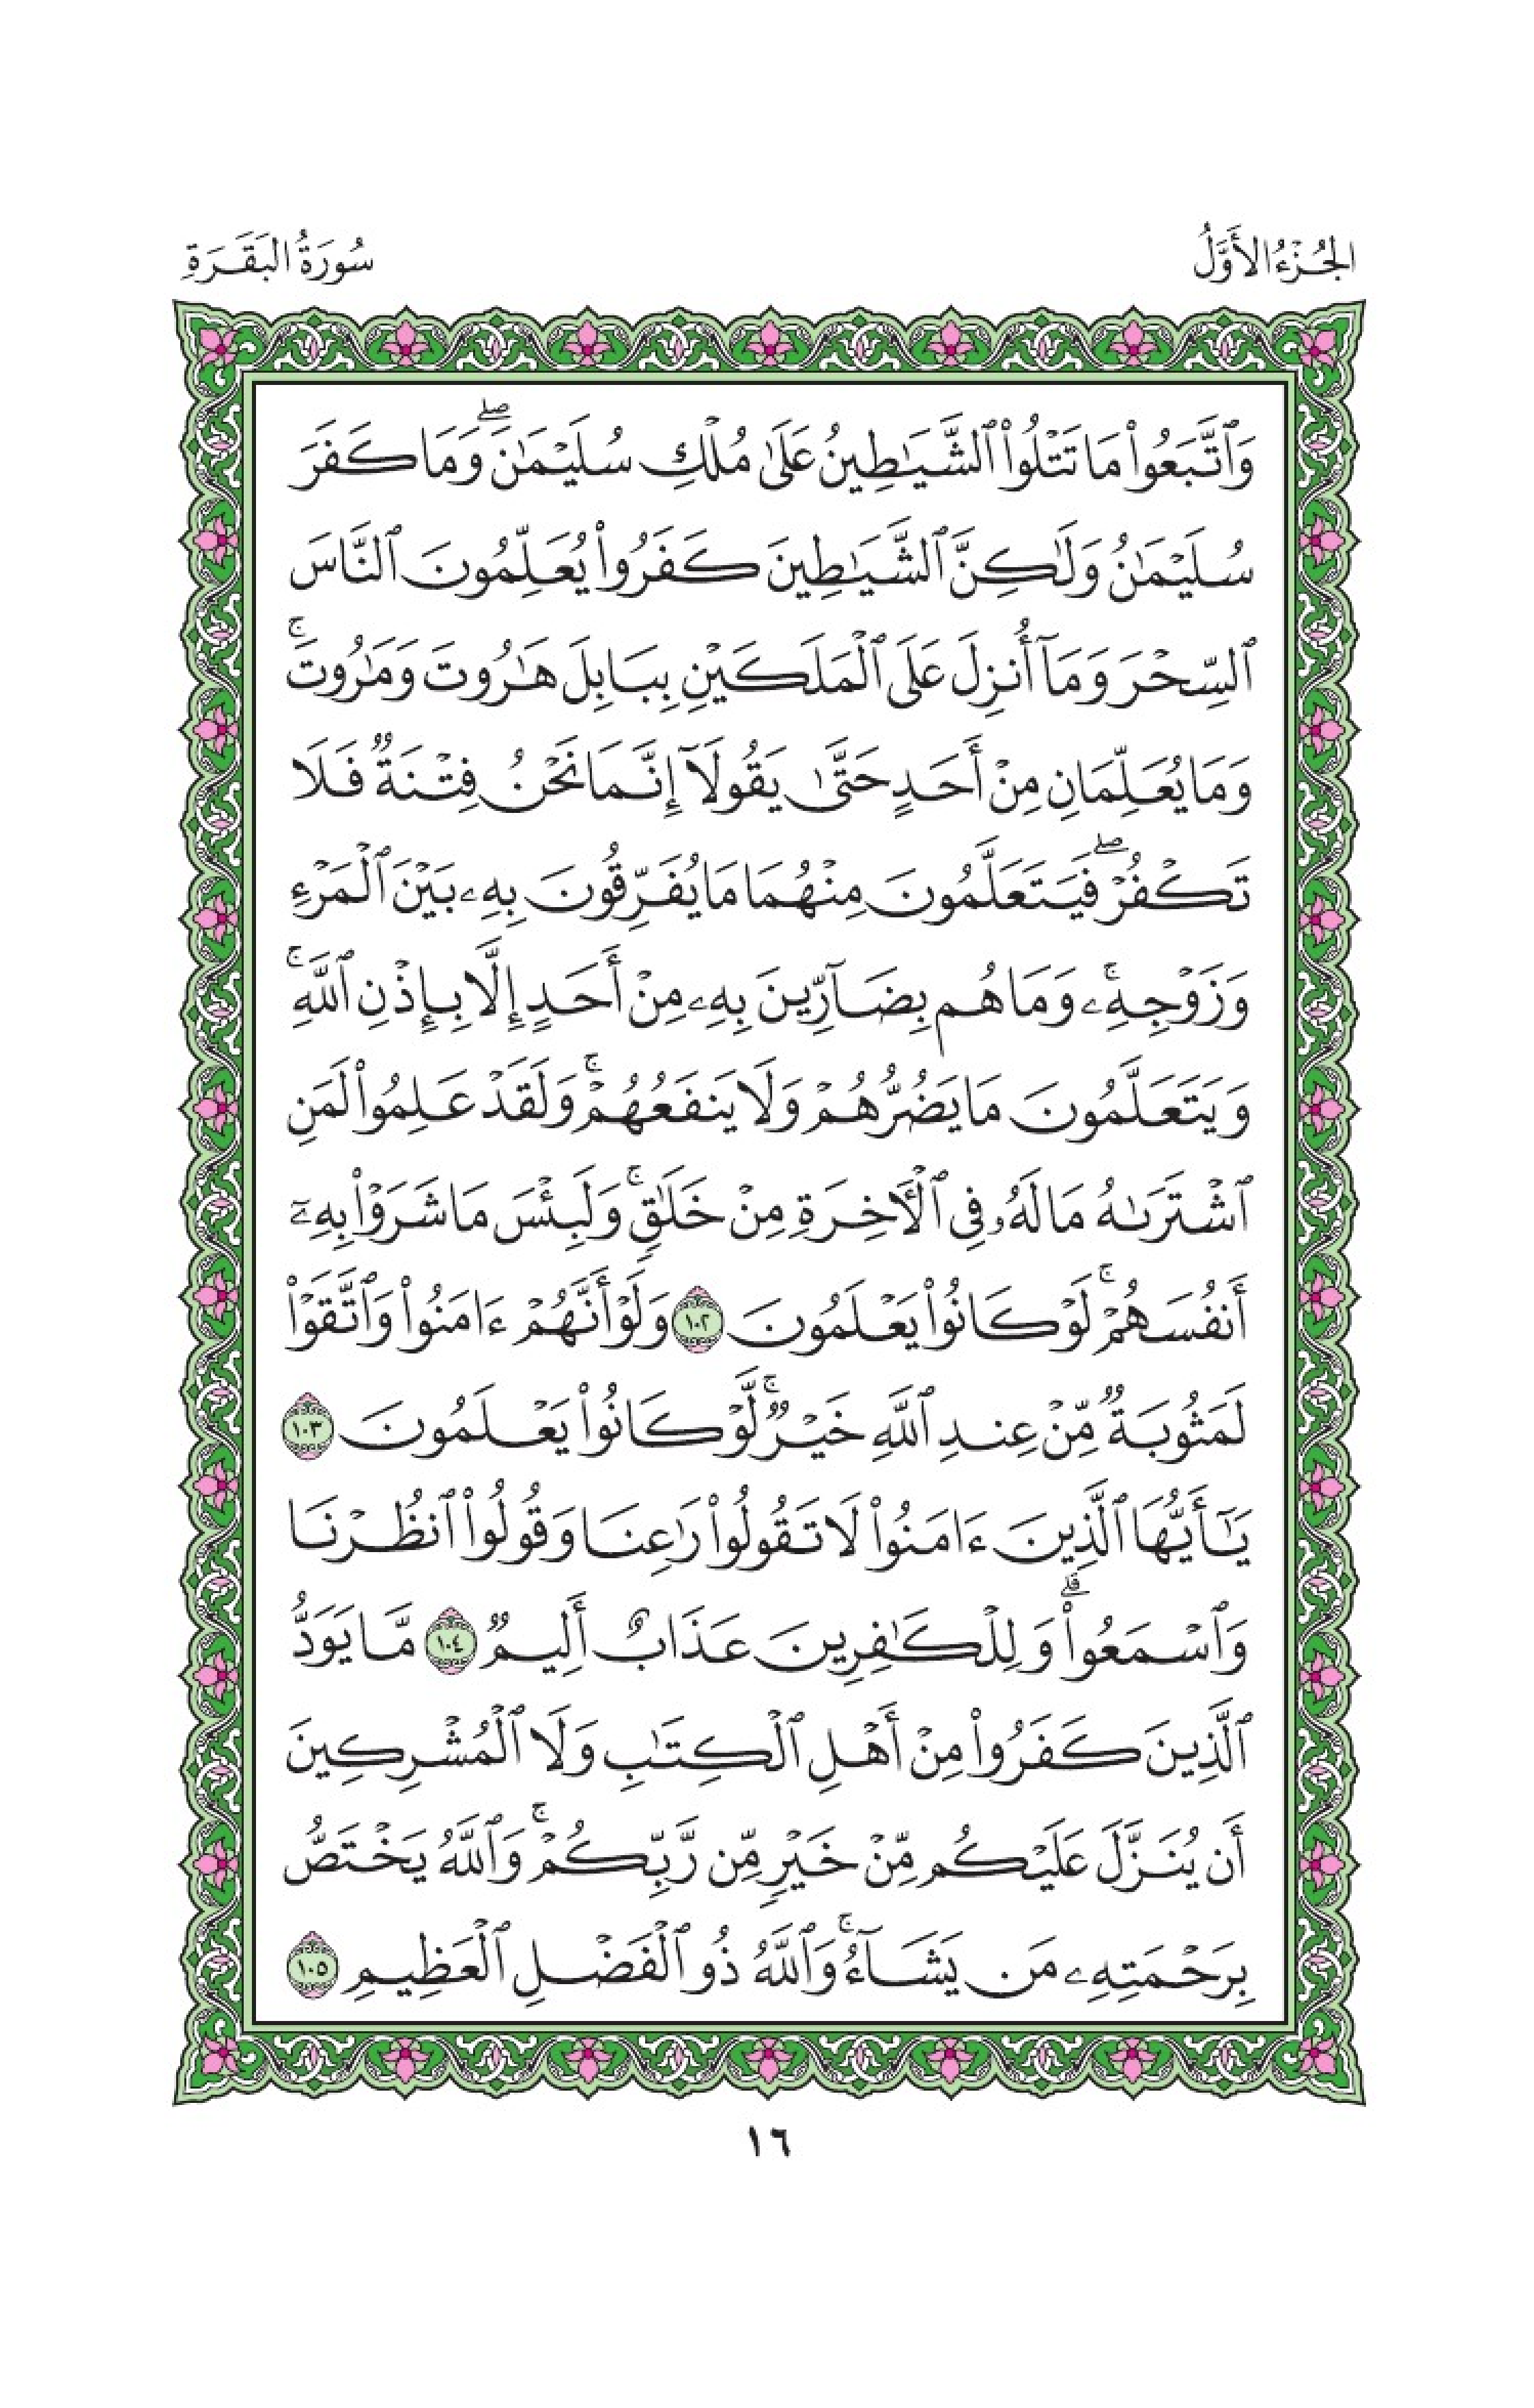 الجُزْءُ الأَوَّلُ
سُورَةُ البَقَرَةِ
وَٱتَّبَعُوا۟ مَا تَتْلُوا۟ ٱلشَّيَـٰطِينُ عَلَىٰ مُلْكِ سُلَيْمَـٰنَ ۖ وَمَا كَفَرَ
سُلَيْمَـٰنُ وَلَـٰكِنَّ ٱلشَّيَـٰطِينَ كَفَرُوا۟ يُعَلِّمُونَ ٱلنَّاسَ
ٱلسِّحْرَ وَمَآ أُنزِلَ عَلَى ٱلْمَلَكَيْنِ بِبَابِلَ هَـٰرُوتَ وَمَـٰرُوتَ ۚ
وَمَا يُعَلِّمَانِ مِنْ أَحَدٍ حَتَّىٰ يَقُولَآ إِنَّمَا نَحْنُ فِتْنَةٌ فَلَا
تَكْفُرْ ۖ فَيَتَعَلَّمُونَ مِنْهُمَا مَا يُفَرِّقُونَ بِهِۦ بَيْنَ ٱلْمَرْءِ
وَزَوْجِهِۦ ۚ وَمَا هُم بِضَآرِّينَ بِهِۦ مِنْ أَحَدٍ إِلَّا بِإِذْنِ ٱللَّهِ ۚ
وَيَتَعَلَّمُونَ مَا يَضُرُّهُمْ وَلَا يَنفَعُهُمْ ۚ وَلَقَدْ عَلِمُوا۟ لَمَنِ
ٱشْتَرَىٰهُ مَا لَهُۥ فِى ٱلْـَٔاخِرَةِ مِنْ خَلَـٰقٍ ۚ وَلَبِئْسَ مَا شَرَوْا۟ بِهِۦٓ
أَنفُسَهُمْ ۚ لَوْ كَانُوا۟ يَعْلَمُونَ ١٠٢ وَلَوْ أَنَّهُمْ ءَامَنُوا۟ وَٱتَّقَوْا۟
لَمَثُوبَةٌ مِّنْ عِندِ ٱللَّهِ خَيْرٌ ۚ لَّوْ كَانُوا۟ يَعْلَمُونَ ١٠٣
يَـٰٓأَيُّهَا ٱلَّذِينَ ءَامَنُوا۟ لَا تَقُولُوا۟ رَٰعِنَا وَقُولُوا۟ ٱنظُرْنَا
وَٱسْمَعُوا۟ ۗ وَلِلْكَـٰفِرِينَ عَذَابٌ أَلِيمٌ ١٠٤ مَّا يَوَدُّ
ٱلَّذِينَ كَفَرُوا۟ مِنْ أَهْلِ ٱلْكِتَـٰبِ وَلَا ٱلْمُشْرِكِينَ
أَن يُنَزَّلَ عَلَيْكُم مِّنْ خَيْرٍ مِّن رَّبِّكُمْ ۚ وَٱللَّهُ يَخْتَصُّ
بِرَحْمَتِهِۦ مَن يَشَآءُ ۚ وَٱللَّهُ ذُو ٱلْفَضْلِ ٱلْعَظِيمِ ١٠٥
١٦